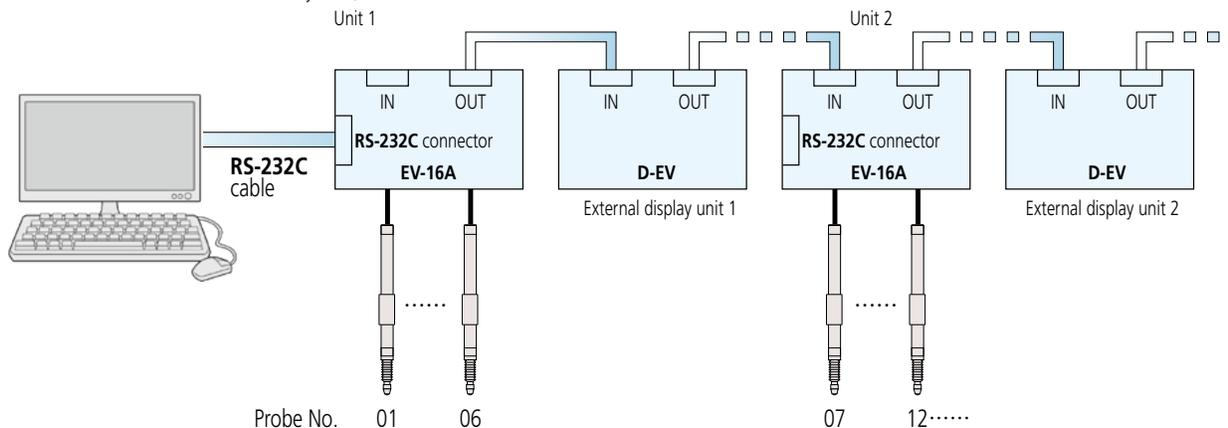 Unit 1
Unit 2
IN OUT
IN OUT
IN OUT
IN OUT
RS-232C connector
RS-232C connector
RS-232C
cable
EV-16A
D-EV
EV-16A
D-EV
External display unit 1
External display unit 2
......
......
Probe No. 01 06 07 12......